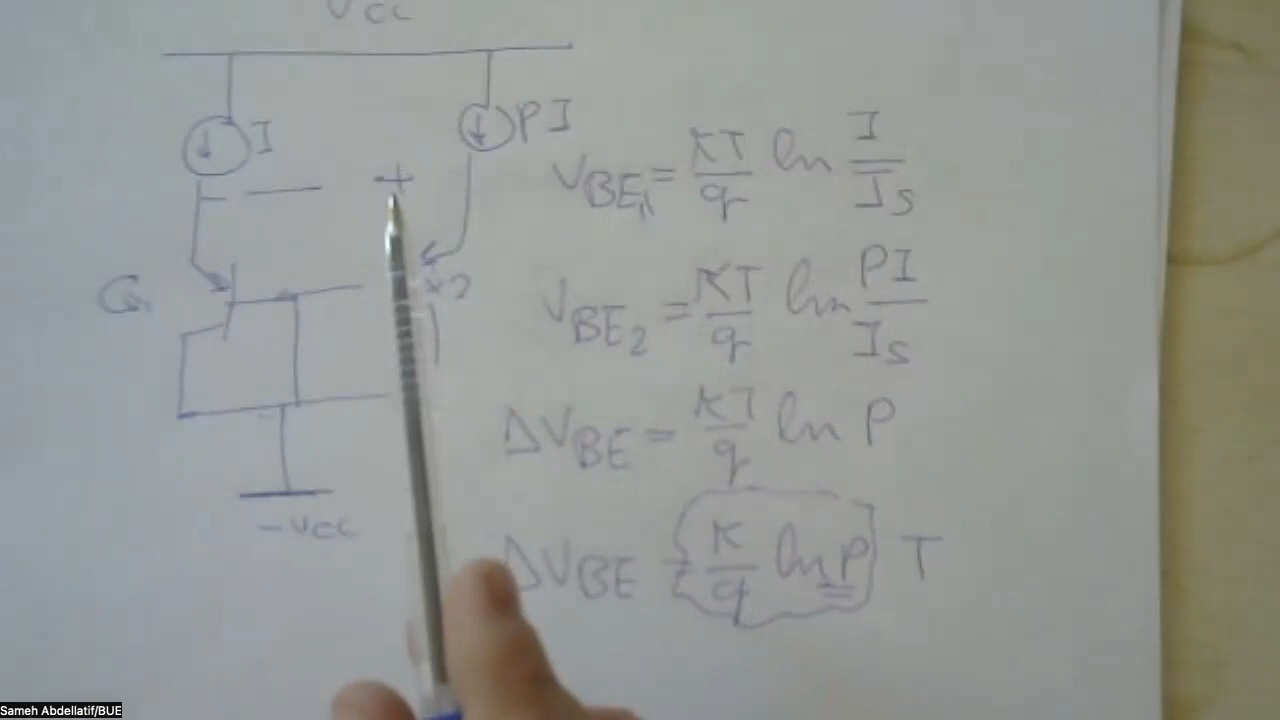 VCC
I
PI
+
Q1
-VCC
VBE1 = KT/q ln I/IS
VBE2 = KT/q ln PI/IS
ΔVBE = KT/q ln P
ΔVBE = K/q ln P T
Sameh Abdellatif/BUE